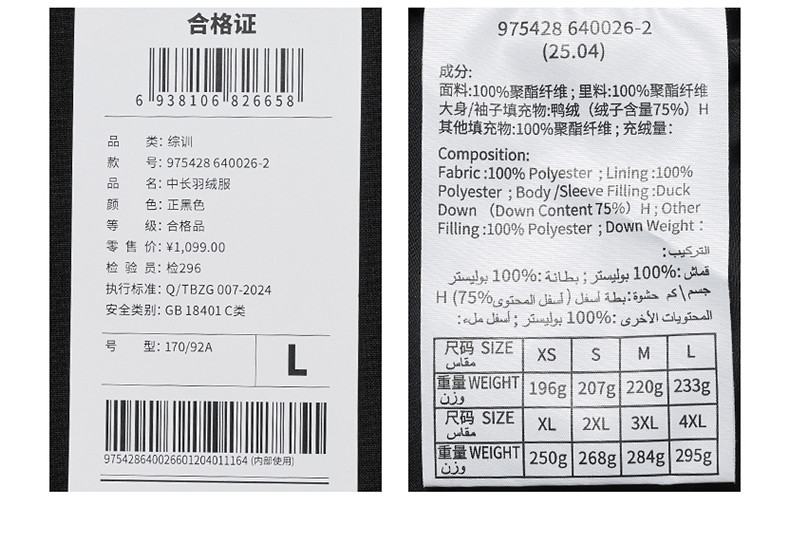 合格证
6 938106 826658
品 类: 综训
款 号: 975428 640026-2
品 名: 中长羽绒服
颜 色: 正黑色
等 级: 合格品
零 售 价: ¥1,099.00
检 验 员: 检296
执行标准: Q/TBZG 007-2024
安全类别: GB 18401 C类
号 型: 170/92A
L
975428640026601204011164 (内部使用)
975428 640026-2
(25.04)
成分:
面料:100%聚酯纤维 ; 里料:100%聚酯纤维
大身/袖子填充物:鸭绒（绒子含量75%）H
其他填充物:100%聚酯纤维 ; 充绒量:
Composition:
Fabric :100% Polyester ; Lining :100%
Polyester ; Body /Sleeve Filling :Duck
Down （Down Content 75%）H ; Other
Filling :100% Polyester ; Down Weight :
التركيب:
قماش :100% بوليستر ; بطانة :100% بوليستر
جسم \ كم حشوة: بطة أسفل ( أسفل المحتوى 75%) H
المحتويات الأخرى :100% بوليستر ; أسفل ملء:
尺码 SIZE مقاس XS S M L
重量 WEIGHT وزن 196g 207g 220g 233g
尺码 SIZE مقاس XL 2XL 3XL 4XL
重量 WEIGHT وزن 250g 268g 284g 295g